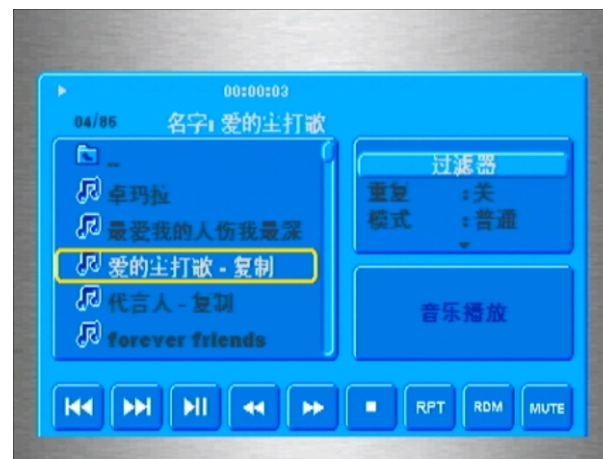 00:00:03
04/86 名字: 爱的主打歌
..
卓玛拉
过滤器
最爱我的人伤我最深
重复 :关
模式 :普通
爱的主打歌 - 复制
代言人 - 复制
音乐播放
forever friends
RPT RDM MUTE